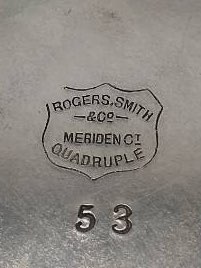 ROGERS, SMITH
& Co
MERIDEN CT
QUADRUPLE
53